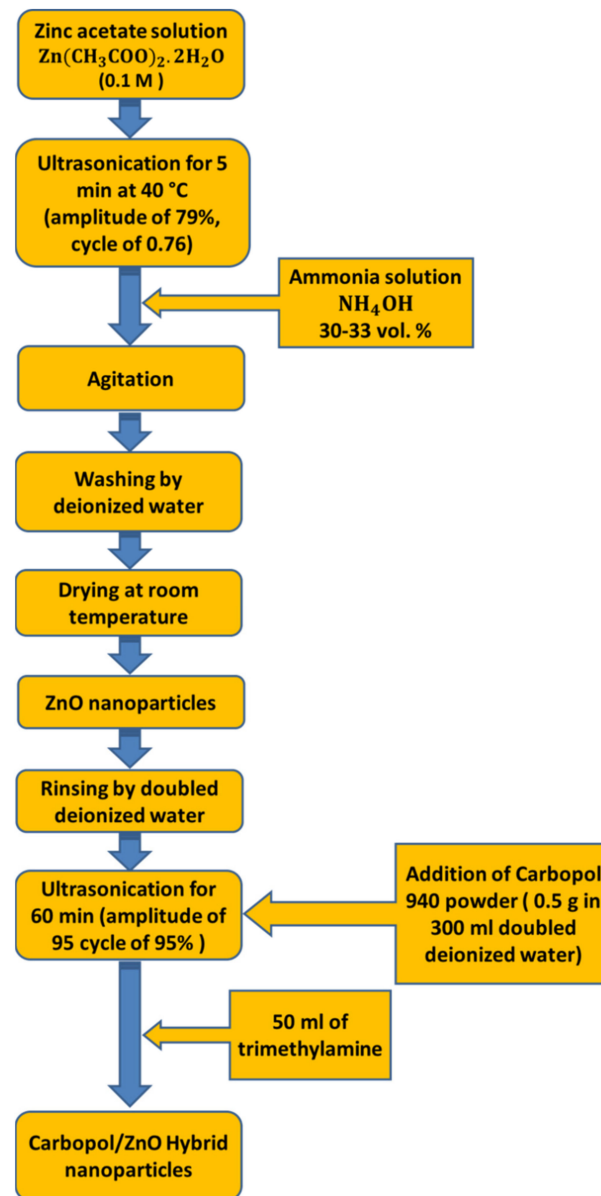 Zinc acetate solution
Zn(CH₃COO)₂.2H₂O
(0.1 M )
Ultrasonication for 5
min at 40 °C
(amplitude of 79%,
cycle of 0.76)
Ammonia solution
NH₄OH
30-33 vol. %
Agitation
Washing by
deionized water
Drying at room
temperature
ZnO nanoparticles
Rinsing by doubled
deionized water
Ultrasonication for
60 min (amplitude of
95 cycle of 95% )
Addition of Carbopol
940 powder ( 0.5 g in
300 ml doubled
deionized water)
50 ml of
trimethylamine
Carbopol/ZnO Hybrid
nanoparticles